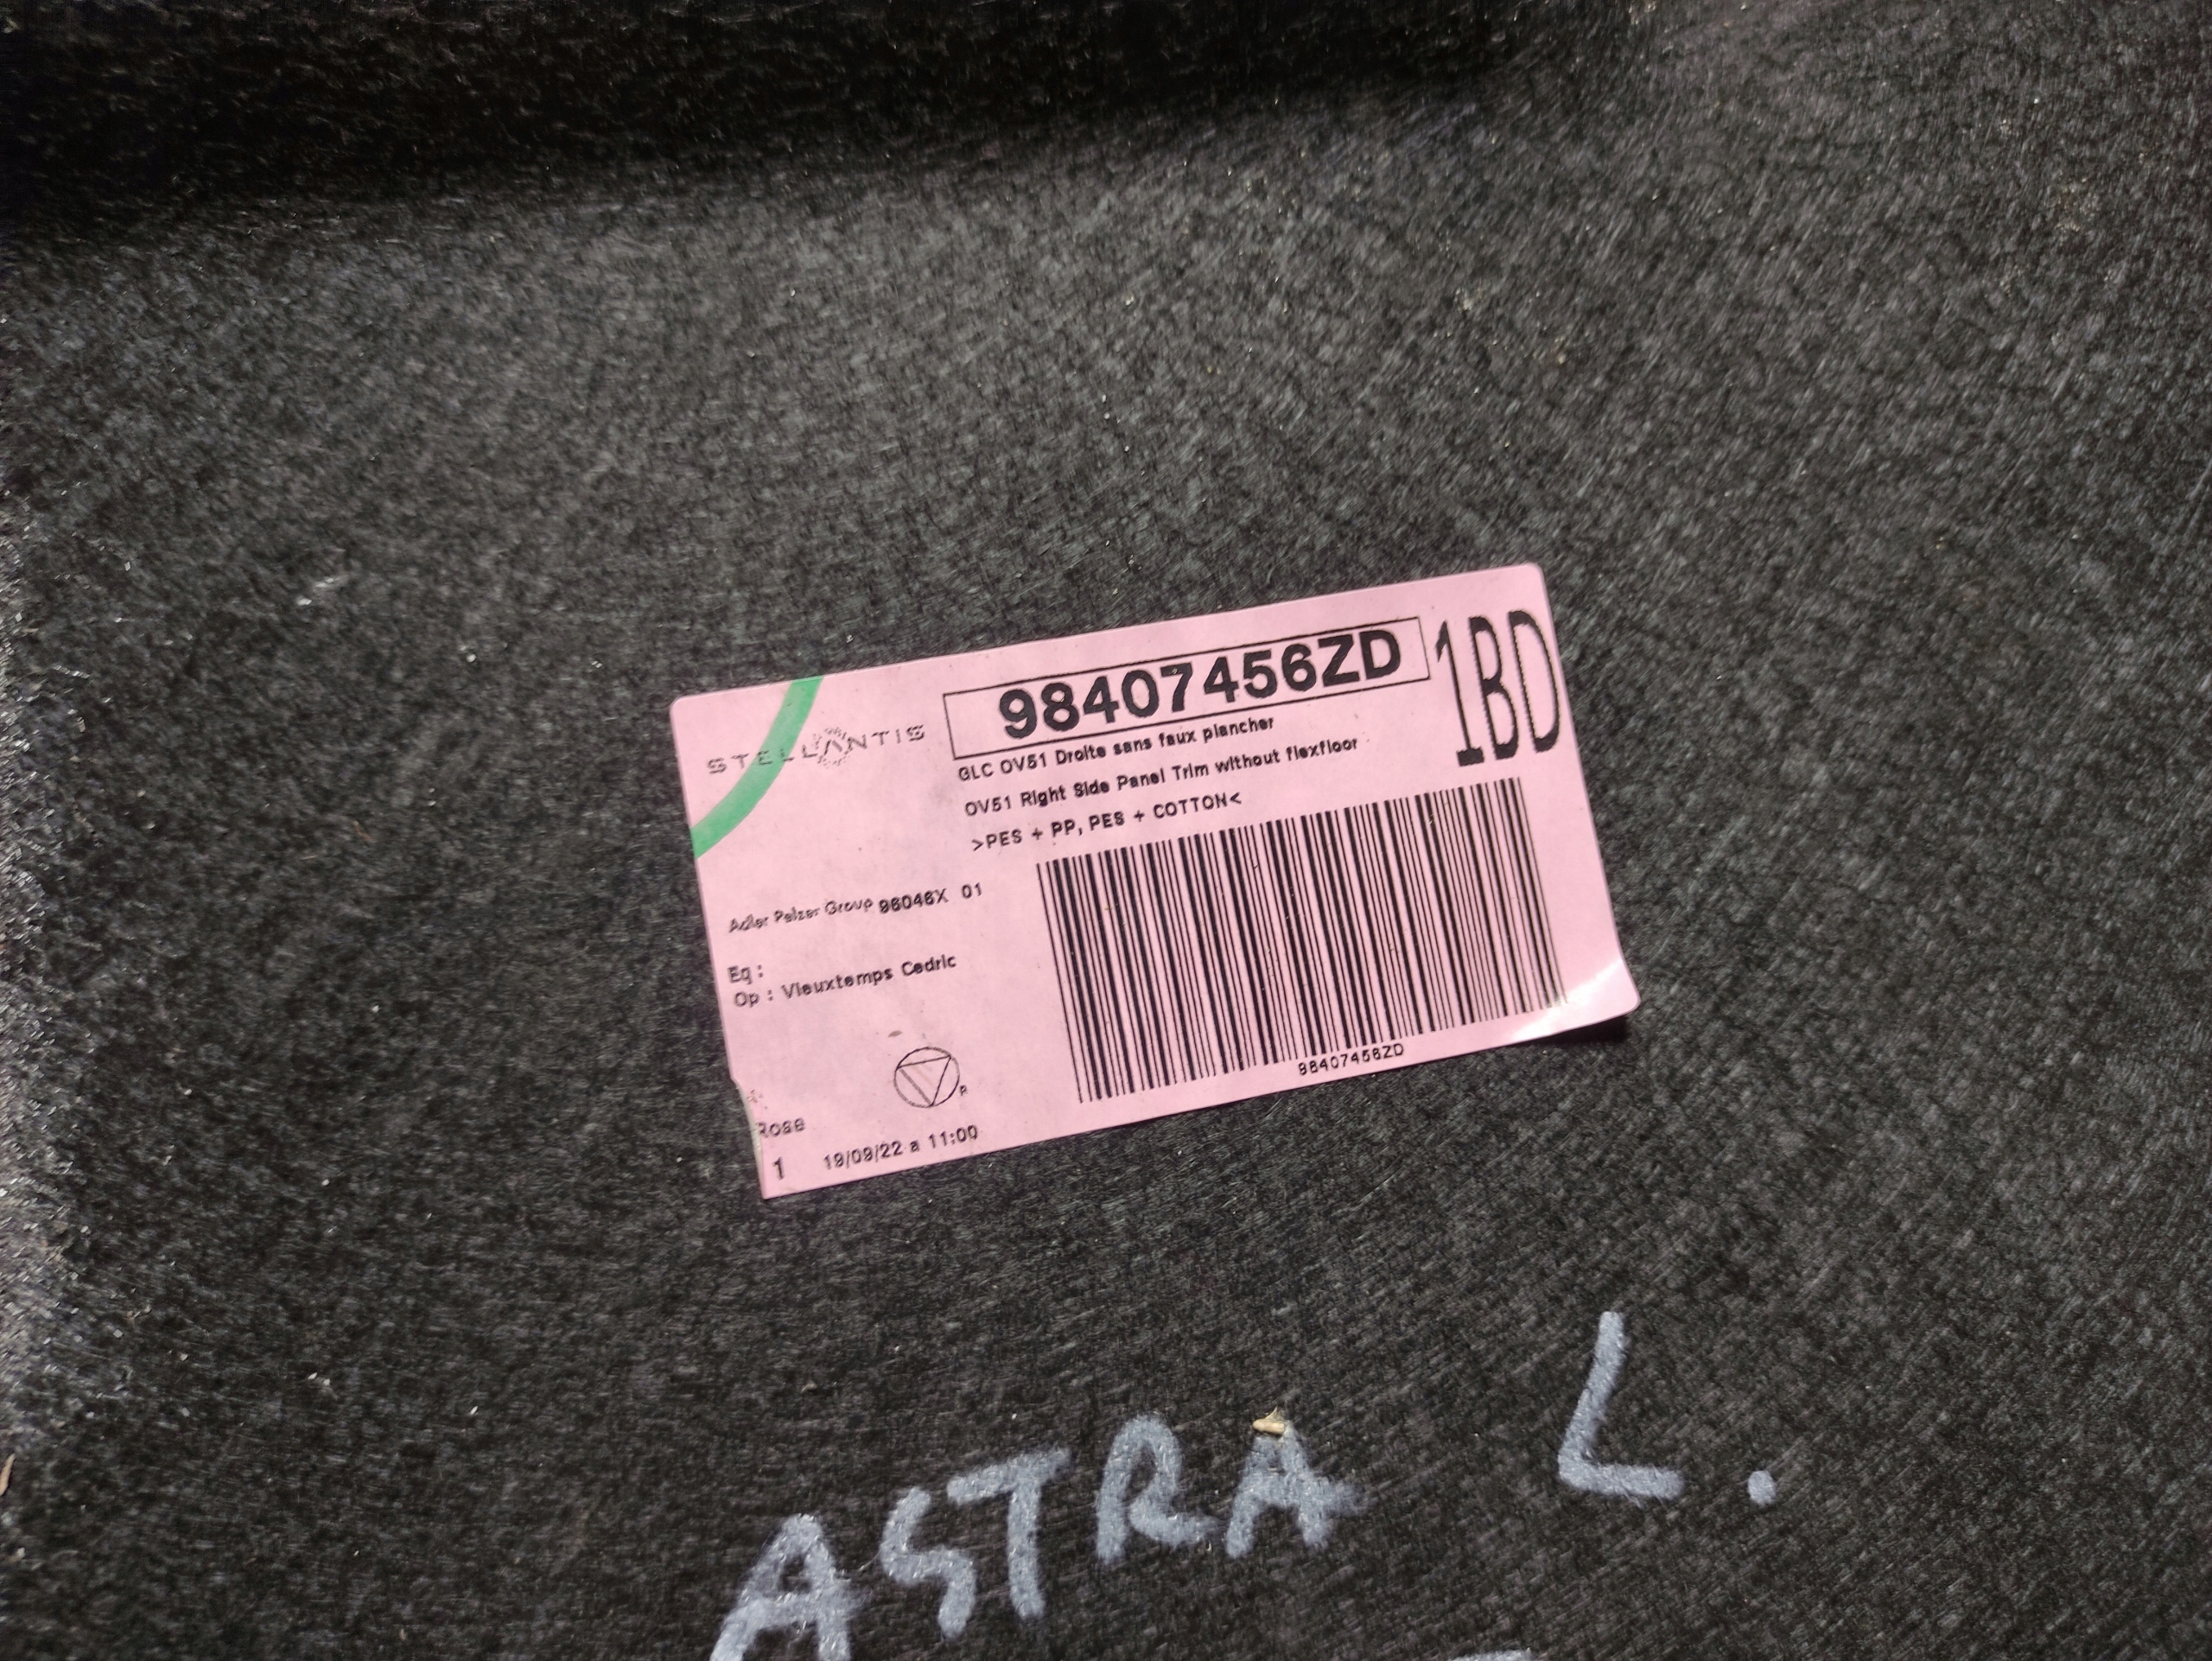 STELLANTIS
98407456ZD
1BD
GLC OV51 Droite sans faux plancher
OV51 Right Side Panel Trim without flexfloor
>PES + PP, PES + COTTON<
Adler Pelzer Group 96046X 01
Eq :
Op : Vieuxtemps Cedric
98407456ZD
Rose
1 19/09/22 a 11:00
ASTRA L.